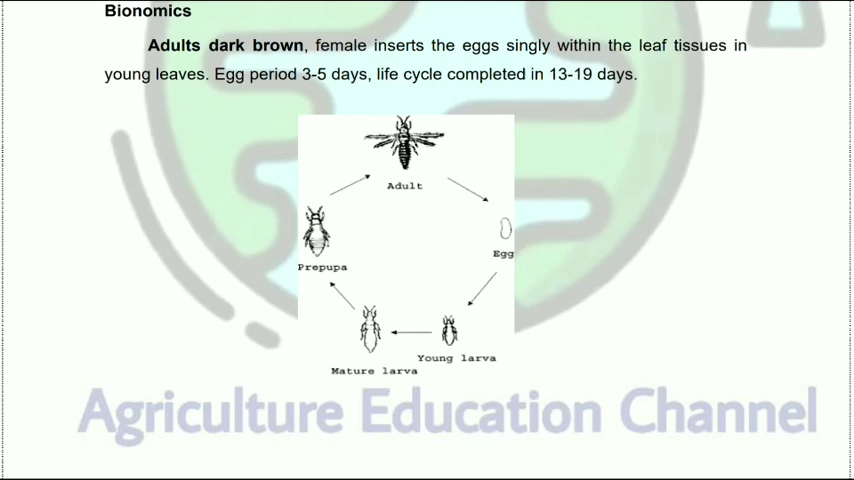 Bionomics
Adults dark brown, female inserts the eggs singly within the leaf tissues in
young leaves. Egg period 3-5 days, life cycle completed in 13-19 days.
Adult
Egg
Prepupa
Young larva
Mature larva
Agriculture Education Channel